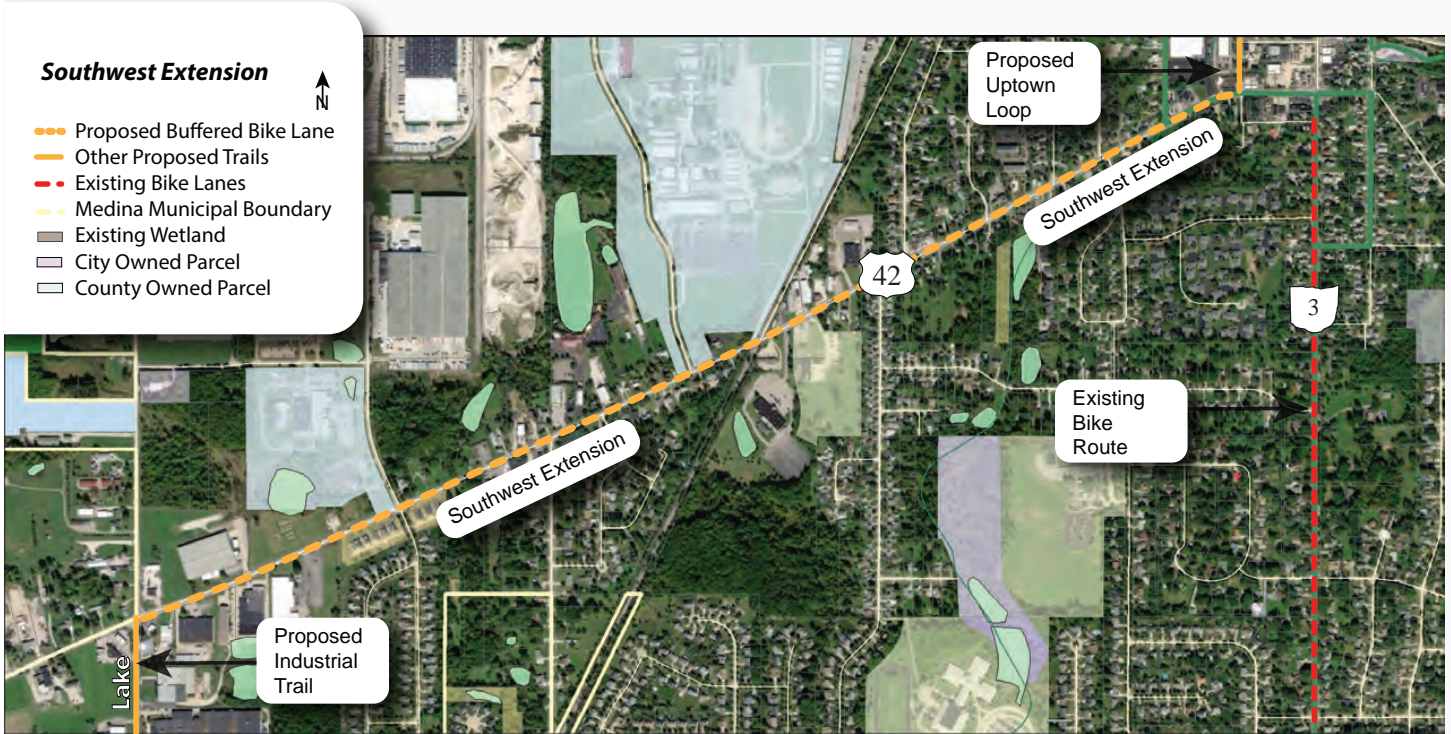 Southwest Extension
N
Proposed Buffered Bike Lane
Other Proposed Trails
Existing Bike Lanes
Medina Municipal Boundary
Existing Wetland
City Owned Parcel
County Owned Parcel
Proposed
Uptown
Loop
Southwest Extension
42
3
Existing
Bike
Route
Southwest Extension
Proposed
Industrial
Trail
Lake